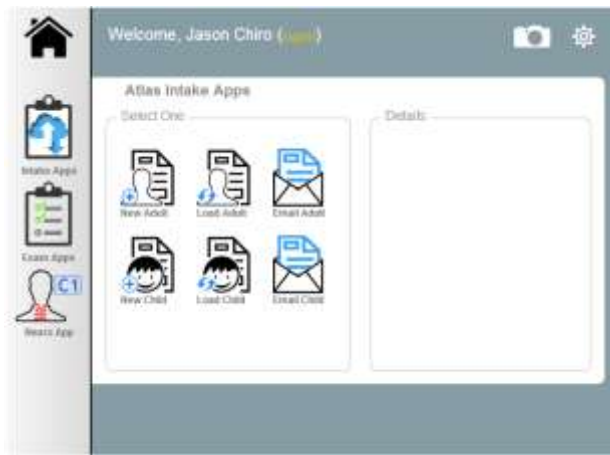 Welcome, Jason Chiro (
Atlas Intake Apps
Select One
Details
New Adult
Load Adult
Email Adult
New Child
Load Child
Email Child
Intake Apps
Exam Apps
C1
Neuro App